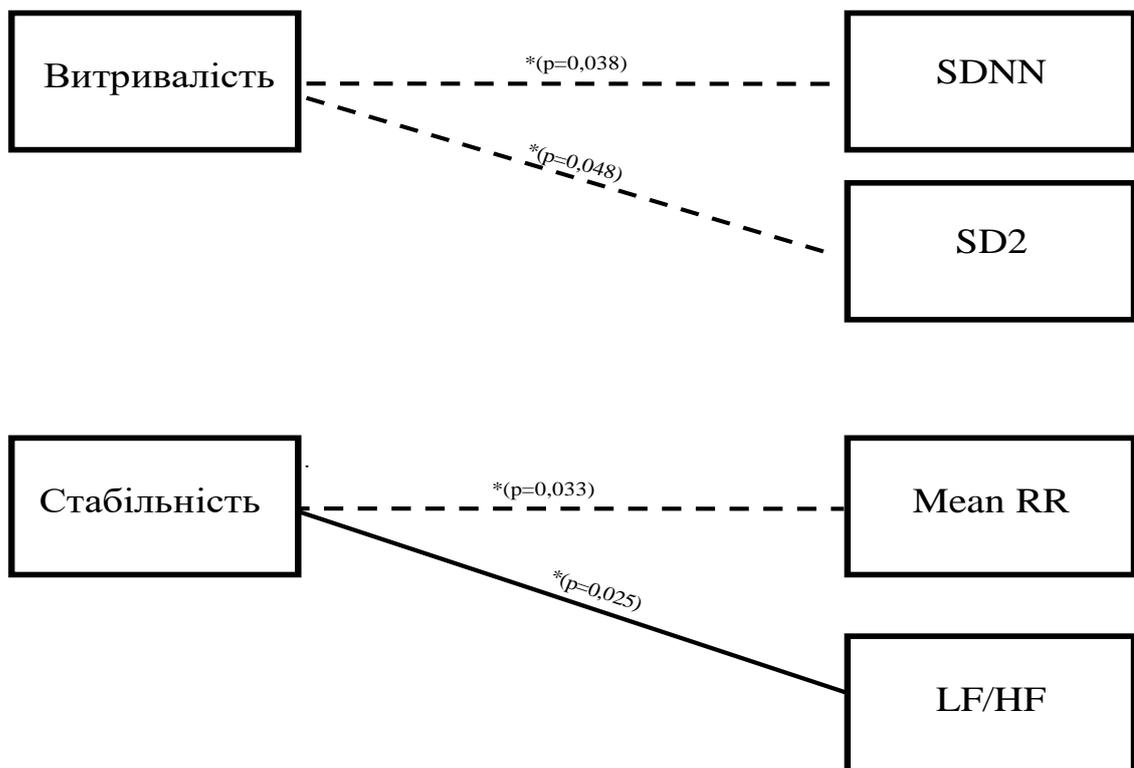 Витривалість
*(p=0,038)
SDNN
*(p=0,048)
SD2
Стабільність
*(p=0,033)
Mean RR
*(p=0,025)
LF/HF